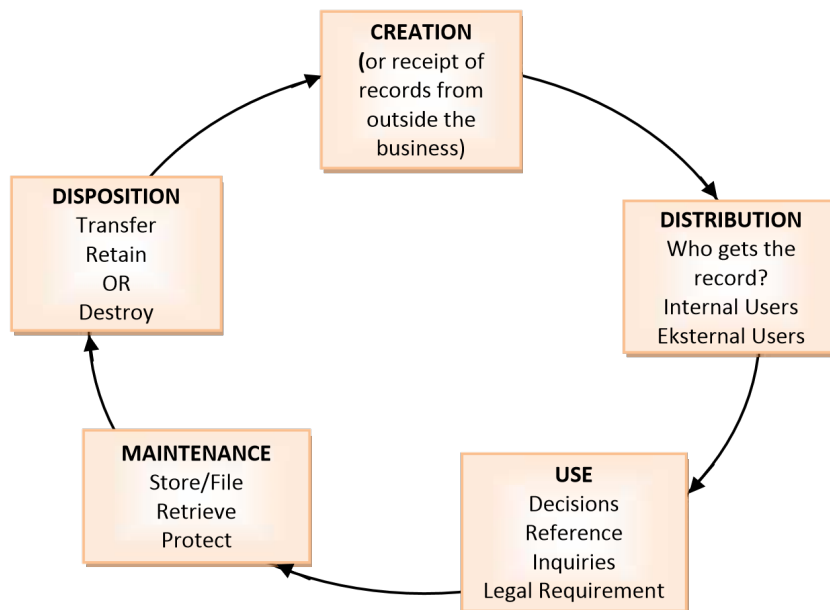 CREATION
(or receipt of
records from
outside the
business)
DISTRIBUTION
Who gets the
record?
Internal Users
Eksternal Users
USE
Decisions
Reference
Inquiries
Legal Requirement
MAINTENANCE
Store/File
Retrieve
Protect
DISPOSITION
Transfer
Retain
OR
Destroy